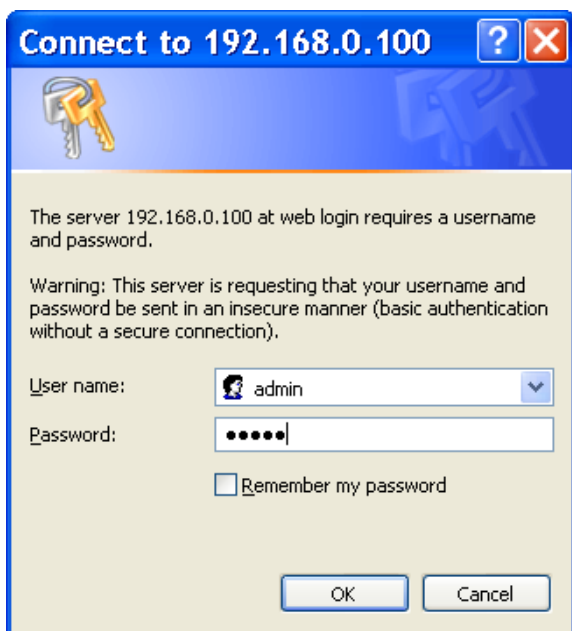 Connect to 192.168.0.100
The server 192.168.0.100 at web login requires a username
and password.
Warning: This server is requesting that your username and
password be sent in an insecure manner (basic authentication
without a secure connection).
User name:
admin
Password:
•••••
Remember my password
OK
Cancel